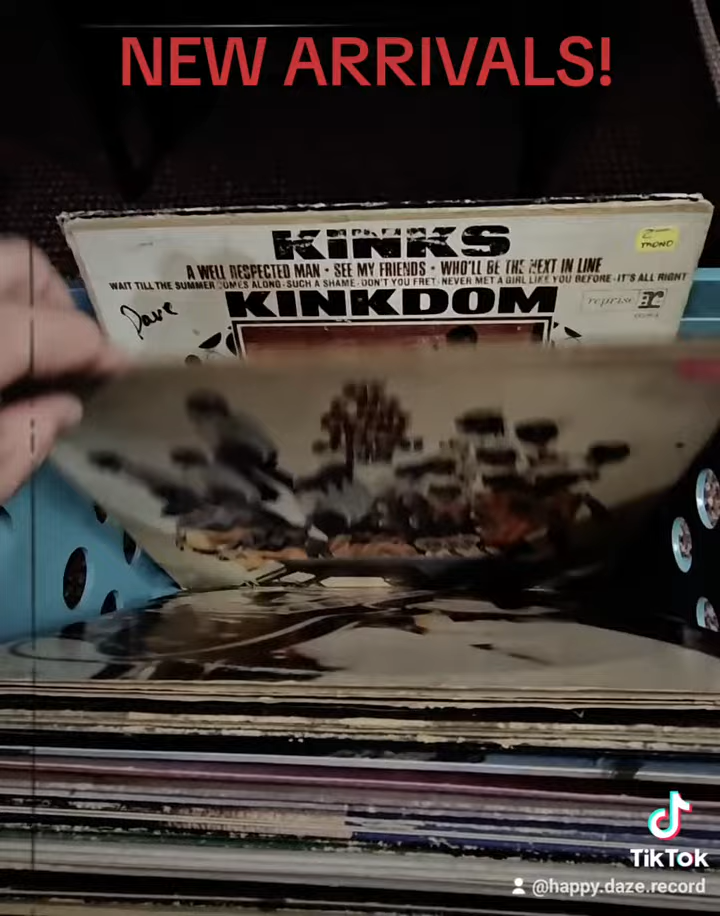 NEW ARRIVALS!
KINKS
A WELL RESPECTED MAN • SEE MY FRIENDS • WHO'LL BE THE NEXT IN LINE
WAIT TILL THE SUMMER COMES ALONG · SUCH A SHAME · DON'T YOU FRET · NEVER MET A GIRL LIKE YOU BEFORE · IT'S ALL RIGHT
KINKDOM
Dave
MONO
reprise
TikTok
@happy.daze.record